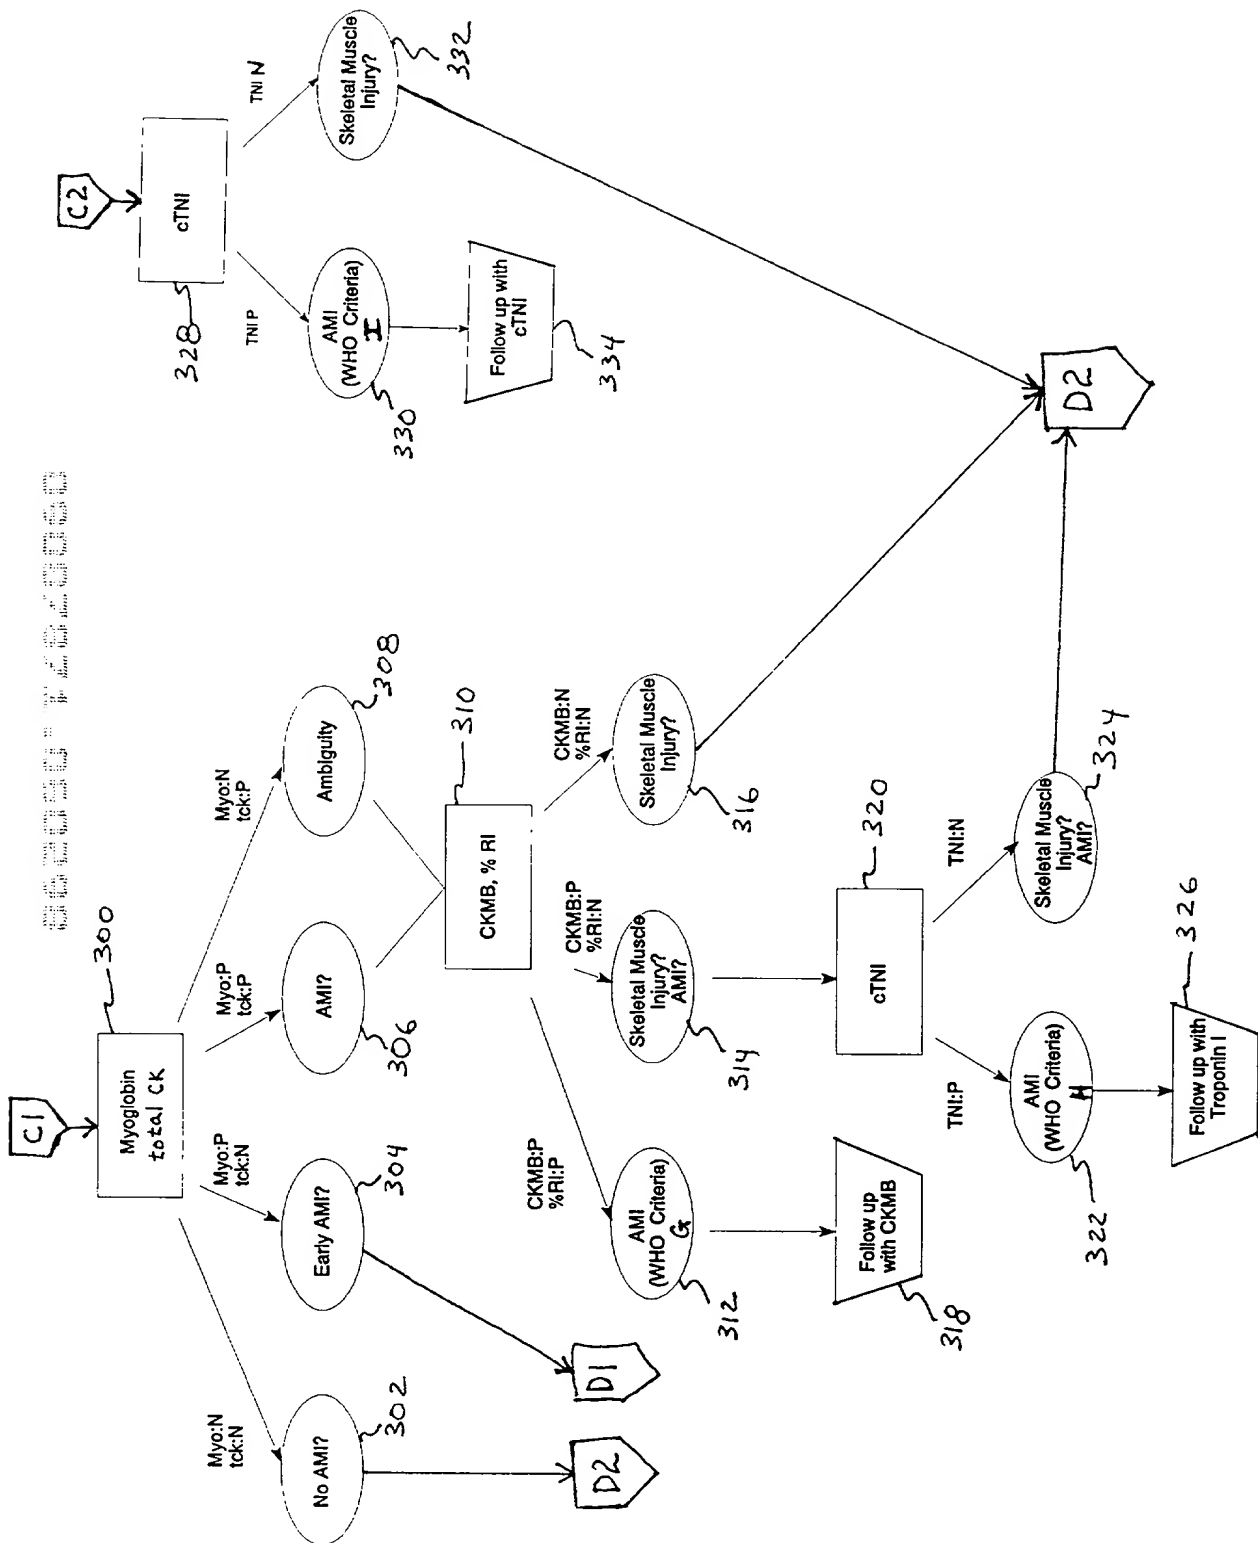 C1
300
Myoglobin
total CK
Myo:N
tck:N
Myo:P
tck:N
Myo:P
tck:P
Myo:N
tck:P
No AMI?
302
Early AMI?
304
AMI?
306
Ambiguity
308
D2
D1
CKMB, % RI
310
CKMB:P
%RI:P
CKMB:P
%RI:N
CKMB:N
%RI:N
AMI
(WHO Criteria)
G
312
Skeletal Muscle
Injury?
AMI?
314
Skeletal Muscle
Injury?
316
Follow up
with CKMB
318
cTNI
320
TNI:P
TNI:N
AMI
(WHO Criteria)
H
322
Skeletal Muscle
Injury?
AMI?
324
Follow up with
Troponin I
326
C2
cTNI
328
TNI P
TNI N
AMI
(WHO Criteria)
I
330
Skeletal Muscle
Injury?
332
Follow up with
cTNI
334
D2